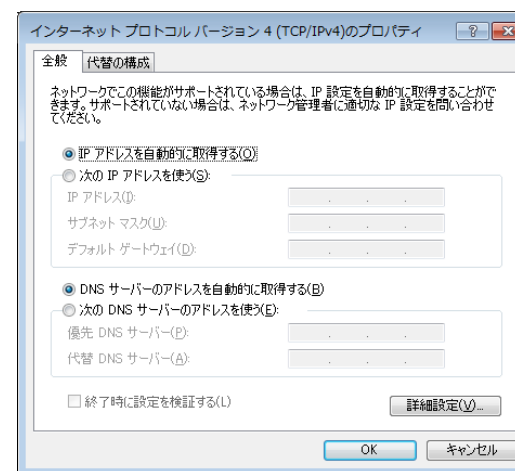 インターネット プロトコル バージョン 4 (TCP/IPv4)のプロパティ
全般
代替の構成
ネットワークでこの機能がサポートされている場合は、IP 設定を自動的に取得することがで
きます。サポートされていない場合は、ネットワーク管理者に適切な IP 設定を問い合わせ
てください。
IP アドレスを自動的に取得する(O)
次の IP アドレスを使う(S):
IP アドレス(I):
サブネット マスク(U):
デフォルト ゲートウェイ(D):
DNS サーバーのアドレスを自動的に取得する(B)
次の DNS サーバーのアドレスを使う(E):
優先 DNS サーバー(P):
代替 DNS サーバー(A):
終了時に設定を検証する(L)
詳細設定(V)...
OK
キャンセル